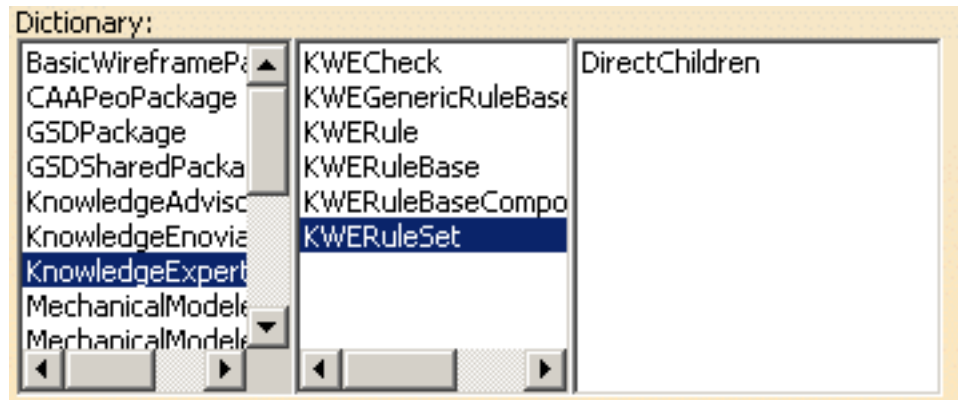 Dictionary:
BasicWireframePa
CAAPeoPackage
GSDPackage
GSDSharedPacka
KnowledgeAdvisc
KnowledgeEnovia
KnowledgeExpert
MechanicalModele
MechanicalModele
KWECheck
KWEGenericRuleBase
KWERule
KWERuleBase
KWERuleBaseCompo
KWERuleSet
DirectChildren